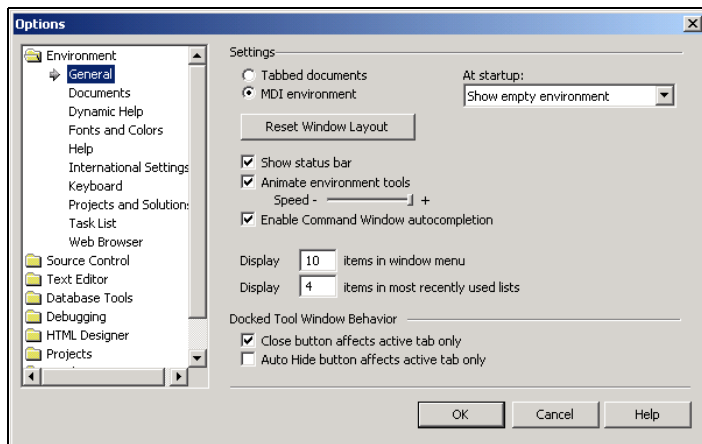 Options
Environment
General
Documents
Dynamic Help
Fonts and Colors
Help
International Settings
Keyboard
Projects and Solution
Task List
Web Browser
Source Control
Text Editor
Database Tools
Debugging
HTML Designer
Projects
Settings
Tabbed documents
MDI environment
At startup:
Show empty environment
Reset Window Layout
Show status bar
Animate environment tools
Speed - +
Enable Command Window autocompletion
Display 10 items in window menu
Display 4 items in most recently used lists
Docked Tool Window Behavior
Close button affects active tab only
Auto Hide button affects active tab only
OK Cancel Help